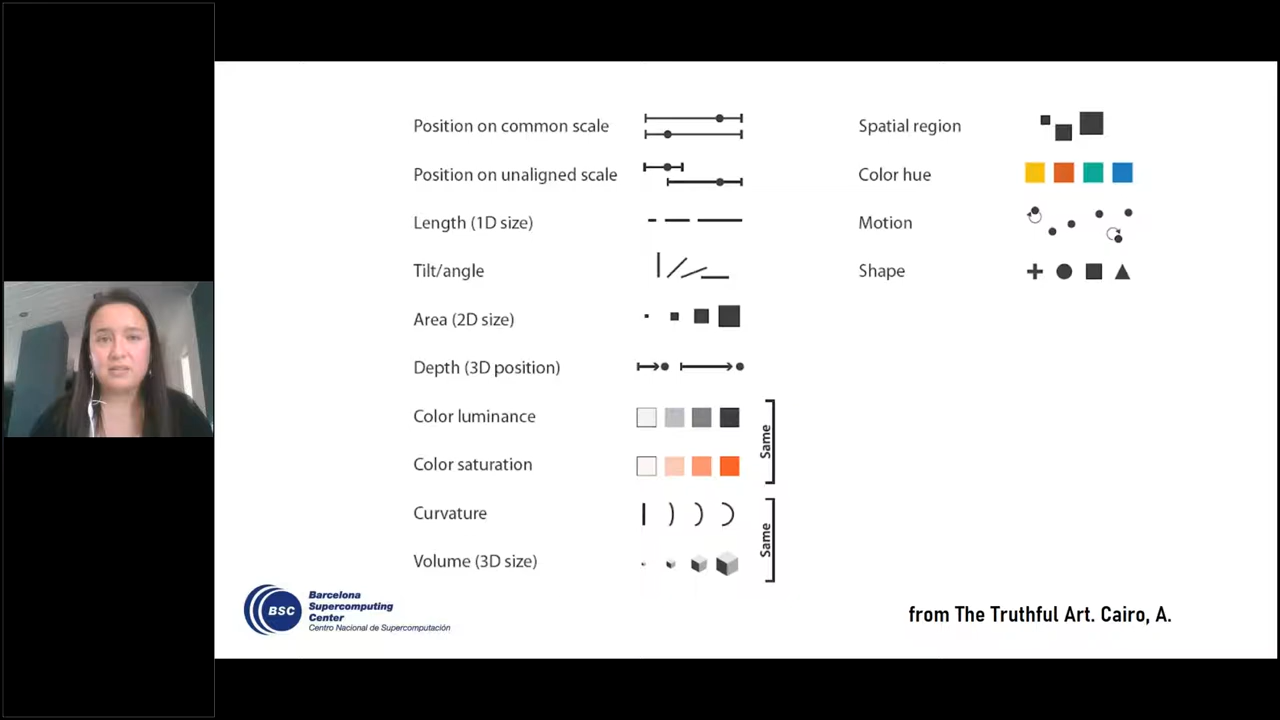 Position on common scale
Position on unaligned scale
Length (1D size)
Tilt/angle
Area (2D size)
Depth (3D position)
Color luminance
Color saturation
Same
Curvature
Volume (3D size)
Same
Spatial region
Color hue
Motion
Shape
BSC
Barcelona
Supercomputing
Center
Centro Nacional de Supercomputación
from The Truthful Art. Cairo, A.